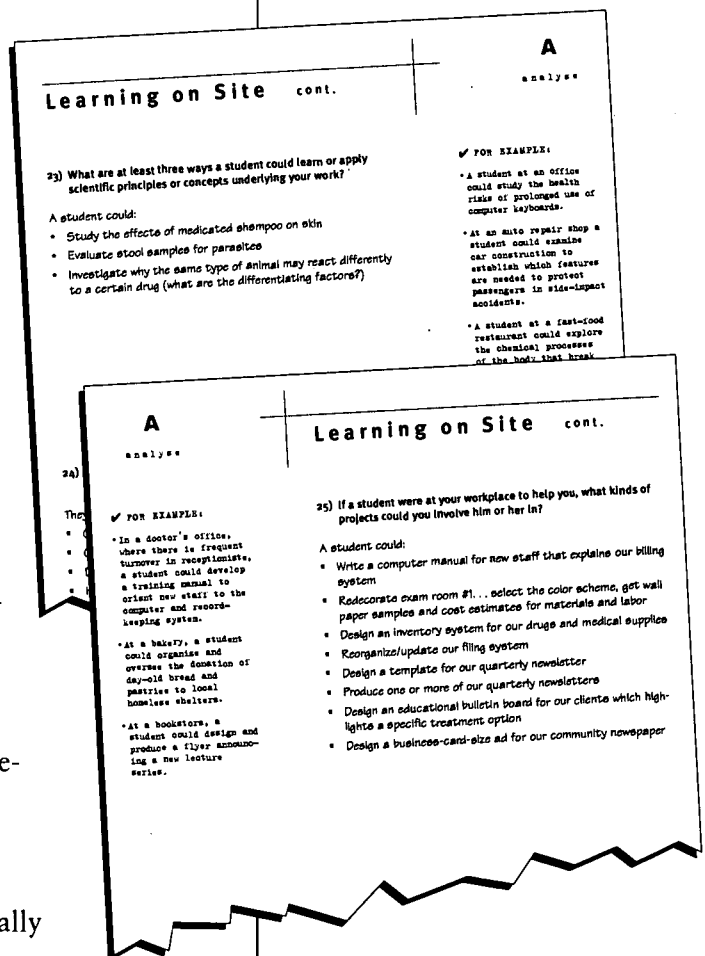 A
analyse
Learning on Site cont.
23) What are at least three ways a student could learn or apply
scientific principles or concepts underlying your work?
A student could:
• Study the effects of medicated shampoo on skin
• Evaluate stool samples for parasites
• Investigate why the same type of animal may react differently
to a certain drug (what are the differentiating factors?)
✔ FOR EXAMPLE:
• A student at an office
could study the health
risks of prolonged use of
computer keyboards.
• At an auto repair shop a
student could examine
car construction to
establish which features
are needed to protect
passengers in side-impact
accidents.
• A student at a fast-food
restaurant could explore
the chemical processes
of the body that break
24)
They
A
analyse
Learning on Site cont.
✔ FOR EXAMPLE:
• In a doctor's office,
where there is frequent
turnover in receptionists,
a student could develop
a training manual to
orient new staff to the
computer and record-
keeping system.
• At a bakery, a student
could organize and
oversee the donation of
day-old bread and
pastries to local
homeless shelters.
• At a bookstore, a
student could design and
produce a flyer announc-
ing a new lecture
series.
25) If a student were at your workplace to help you, what kinds of
projects could you involve him or her in?
A student could:
• Write a computer manual for new staff that explains our billing
system
• Redecorate exam room #1. . . select the color scheme, get wall
paper samples and cost estimates for materials and labor
• Design an inventory system for our drugs and medical supplies
• Reorganize/update our filing system
• Design a template for our quarterly newsletter
• Produce one or more of our quarterly newsletters
• Design an educational bulletin board for our clients which high-
lights a specific treatment option
• Design a business-card-size ad for our community newspaper
e-
ally